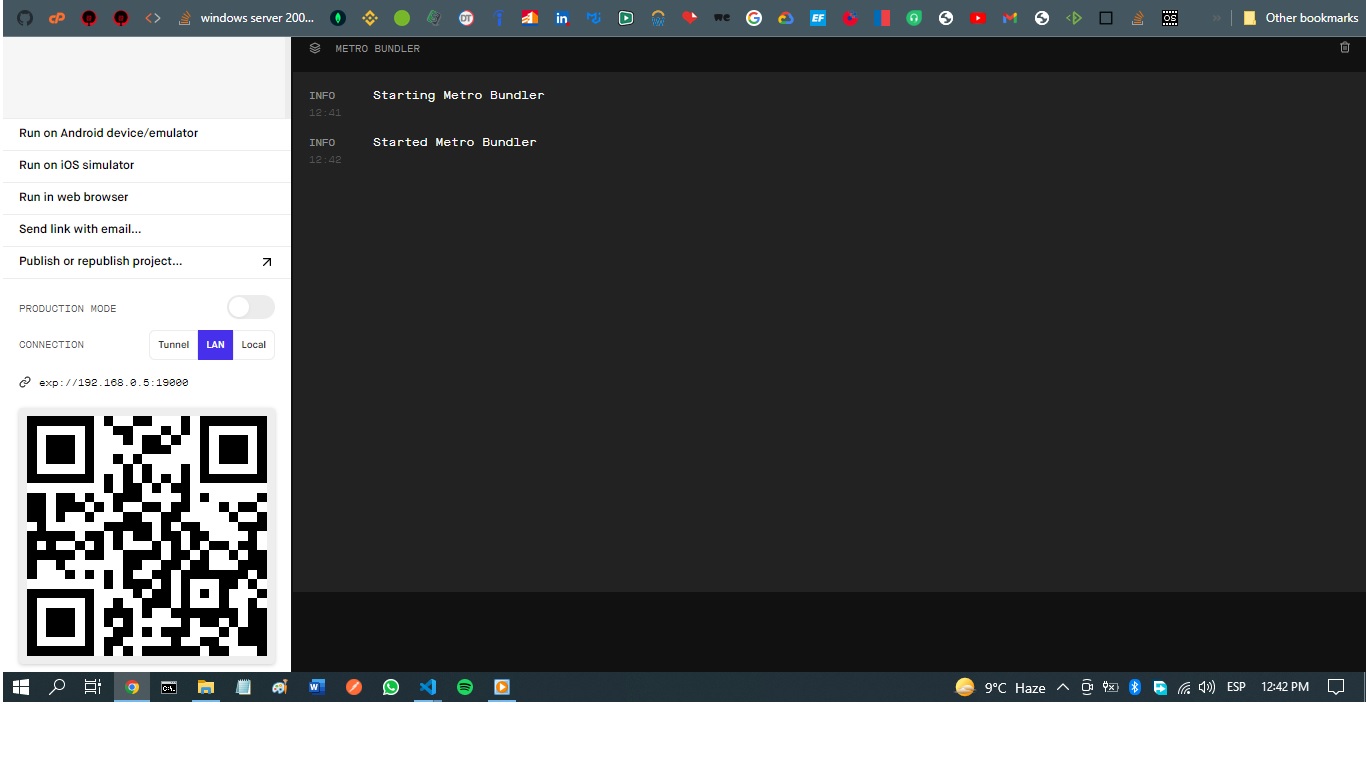 windows server 200...
Other bookmarks
METRO BUNDLER
INFO Starting Metro Bundler
12:41
INFO Started Metro Bundler
12:42
Run on Android device/emulator
Run on iOS simulator
Run in web browser
Send link with email...
Publish or republish project...
PRODUCTION MODE
CONNECTION Tunnel LAN Local
exp://192.168.0.5:19000
9°C Haze ESP 12:42 PM